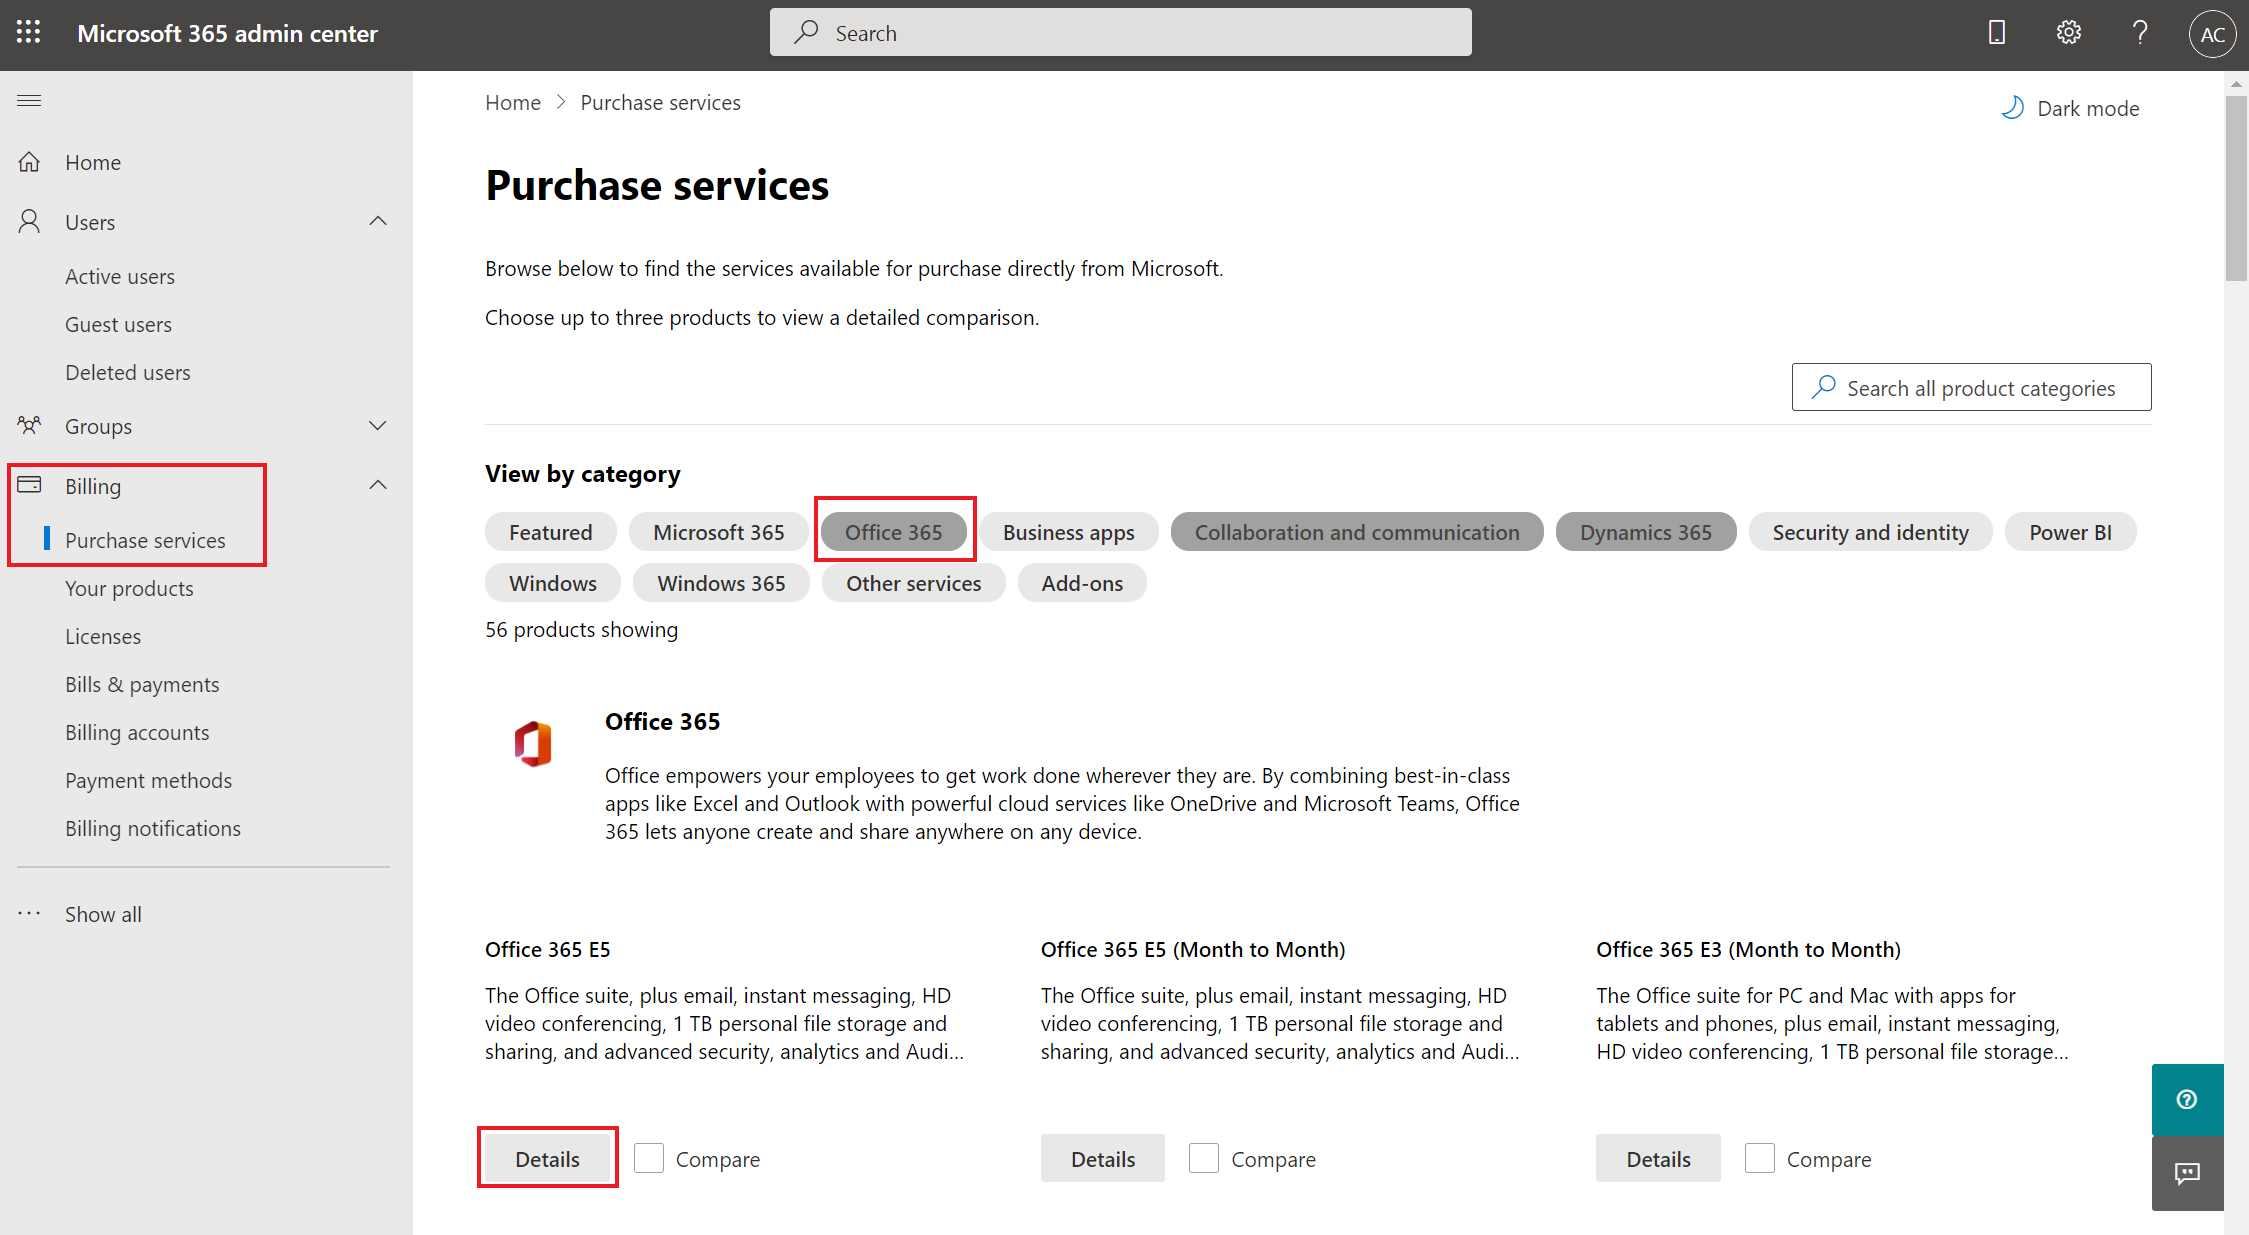 Microsoft 365 admin center
Search
AC
Home
Users
Active users
Guest users
Deleted users
Groups
Billing
Purchase services
Your products
Licenses
Bills & payments
Billing accounts
Payment methods
Billing notifications
Show all
Home > Purchase services
Dark mode
Purchase services
Browse below to find the services available for purchase directly from Microsoft.
Choose up to three products to view a detailed comparison.
Search all product categories
View by category
Featured Microsoft 365 Office 365 Business apps Collaboration and communication Dynamics 365 Security and identity Power BI
Windows Windows 365 Other services Add-ons
56 products showing
Office 365
Office empowers your employees to get work done wherever they are. By combining best-in-class
apps like Excel and Outlook with powerful cloud services like OneDrive and Microsoft Teams, Office
365 lets anyone create and share anywhere on any device.
Office 365 E5
The Office suite, plus email, instant messaging, HD
video conferencing, 1 TB personal file storage and
sharing, and advanced security, analytics and Audi...
Details Compare
Office 365 E5 (Month to Month)
The Office suite, plus email, instant messaging, HD
video conferencing, 1 TB personal file storage and
sharing, and advanced security, analytics and Audi...
Details Compare
Office 365 E3 (Month to Month)
The Office suite for PC and Mac with apps for
tablets and phones, plus email, instant messaging,
HD video conferencing, 1 TB personal file storage...
Details Compare